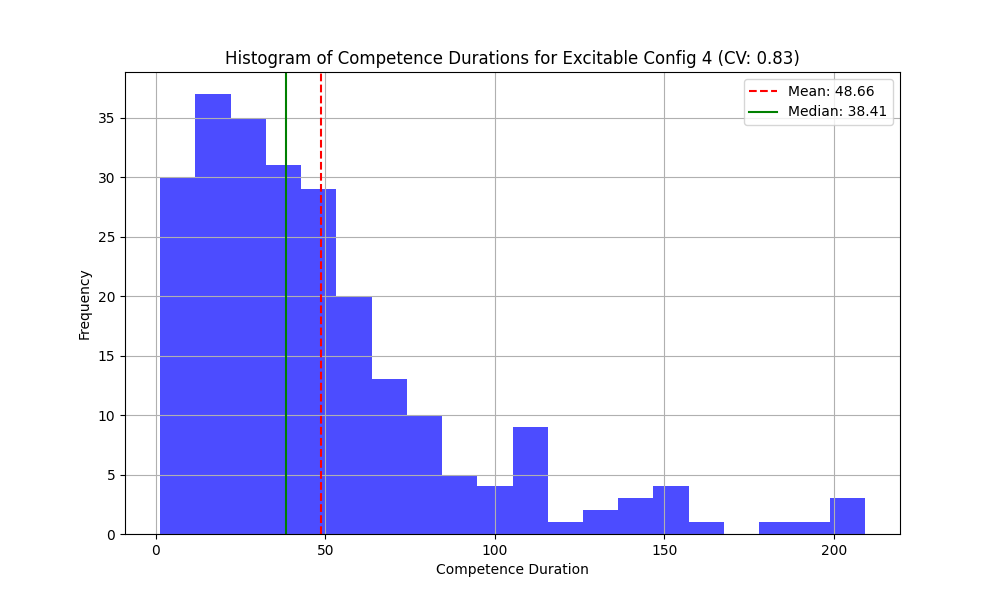 Histogram of Competence Durations for Excitable Config 4 (CV: 0.83)
Mean: 48.66
Median: 38.41
Frequency
35
30
25
20
15
10
5
0
0 50 100 150 200
Competence Duration